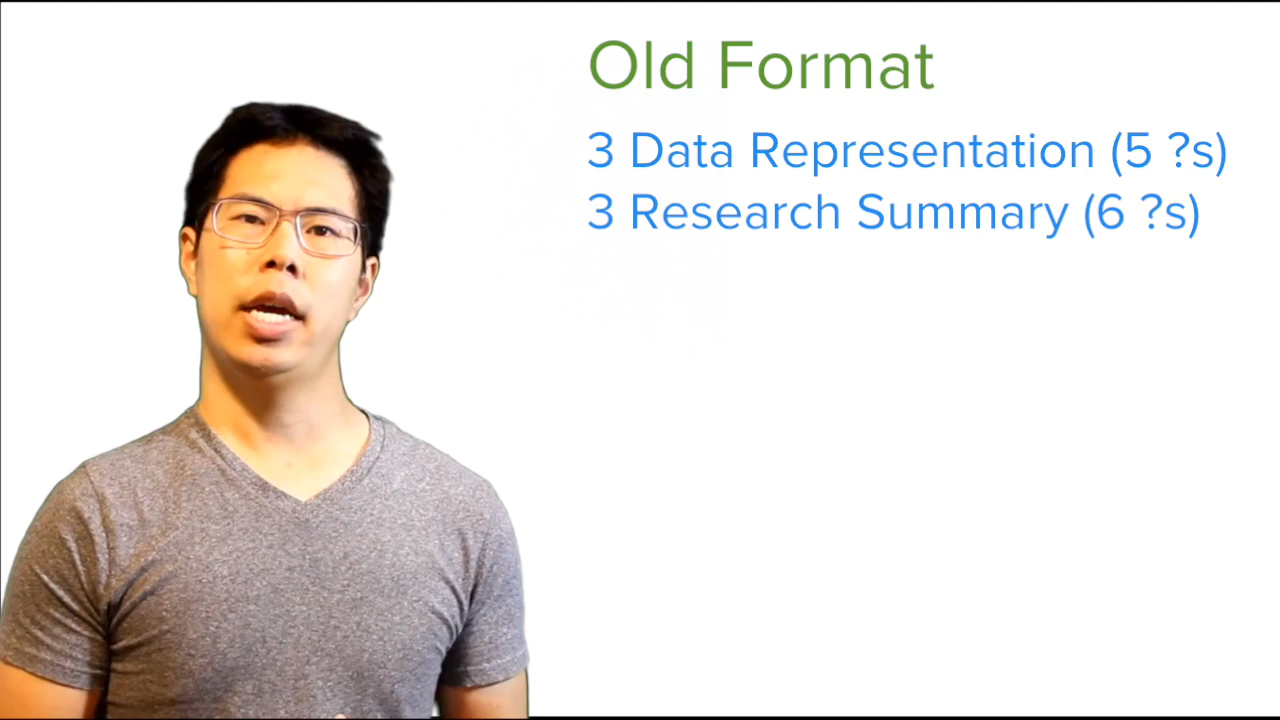 Old Format
3 Data Representation (5 ?s)
3 Research Summary (6 ?s)